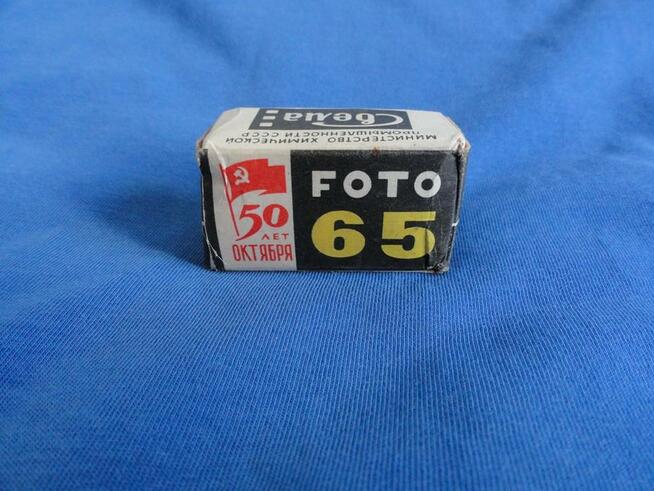 Свема
МИНИСТЕРСТВО ХИМИЧЕСКОЙ
ПРОМЫШЛЕННОСТИ СССР
50
ЛЕТ
ОКТЯБРЯ
FOTO
65